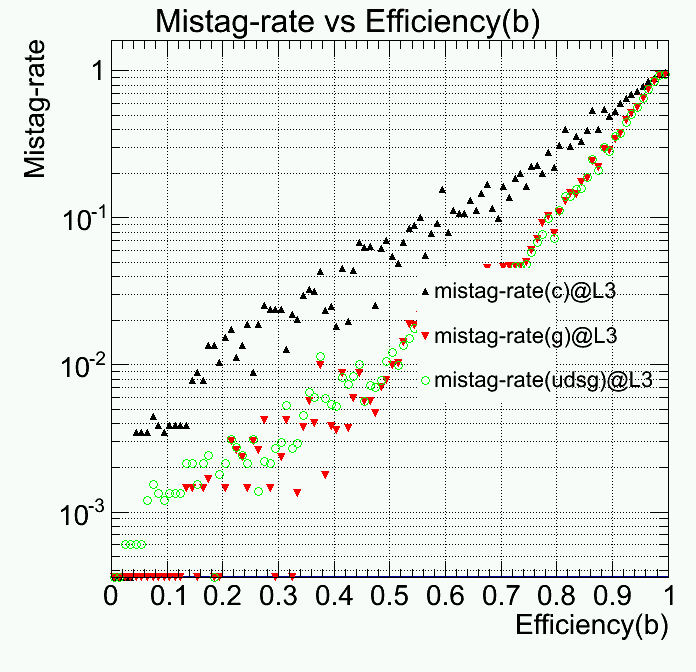 Mistag-rate vs Efficiency(b)
Mistag-rate
1
10^-1
10^-2
10^-3
mistag-rate(c)@L3
mistag-rate(g)@L3
mistag-rate(udsg)@L3
0 0.1 0.2 0.3 0.4 0.5 0.6 0.7 0.8 0.9 1
Efficiency(b)